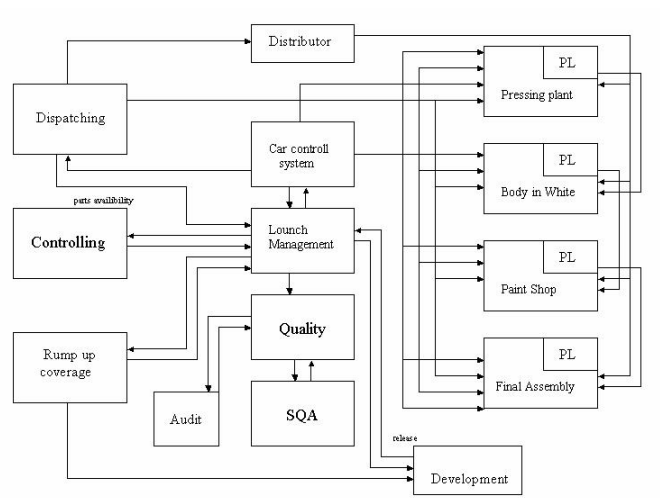 Distributor
PL
Pressing plant
Dispatching
Car controll
system
PL
Body in White
parts availibility
Controlling
Lounch
Management
PL
Paint Shop
Quality
Rump up
coverage
PL
Final Assembly
Audit
SQA
release
Development